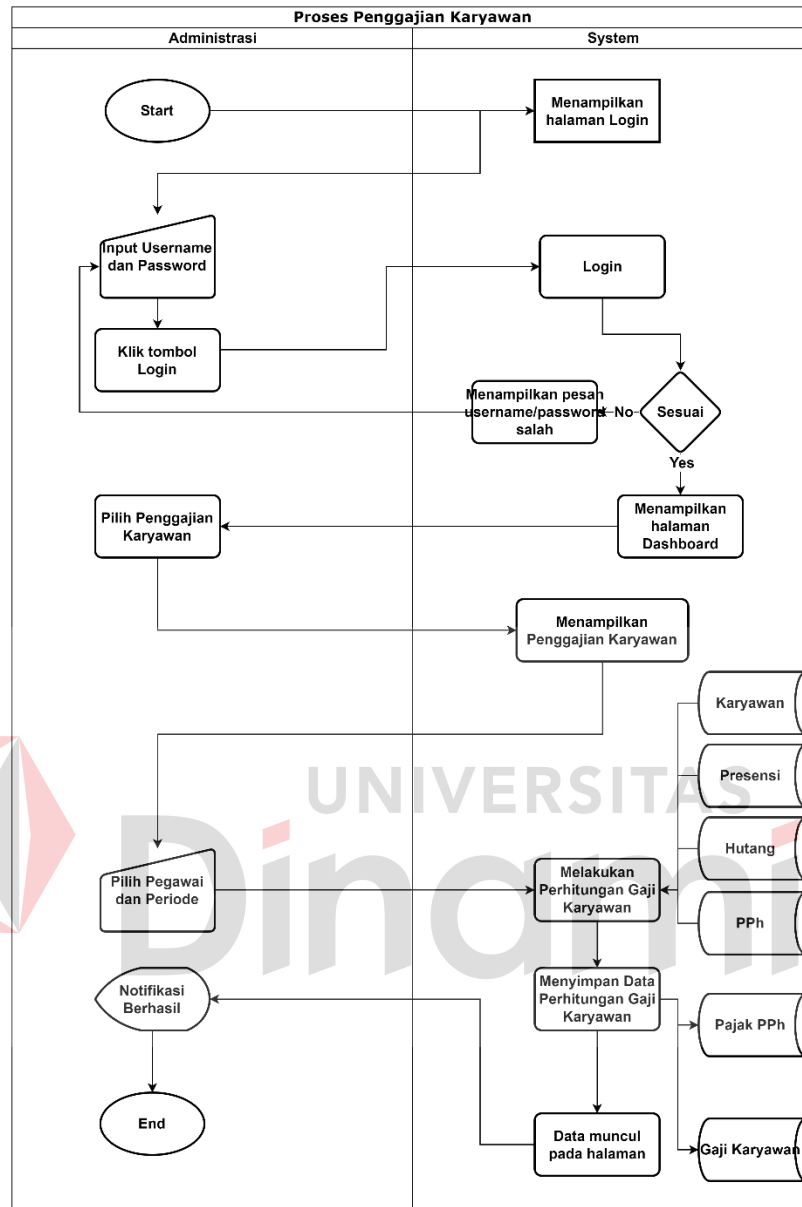 Proses Penggajian Karyawan
Administrasi
System
Start
Menampilkan
halaman Login
Input Username
dan Password
Login
Klik tombol
Login
Menampilkan pesan
username/password
salah
No
Sesuai
Yes
Pilih Penggajian
Karyawan
Menampilkan
halaman
Dashboard
Menampilkan
Penggajian Karyawan
Karyawan
Presensi
UNIVERSITAS
Dinami
Hutang
Pilih Pegawai
dan Periode
Melakukan
Perhitungan Gaji
Karyawan
PPh
Notifikasi
Berhasil
Menyimpan Data
Perhitungan Gaji
Karyawan
Pajak PPh
End
Data muncul
pada halaman
Gaji Karyawan